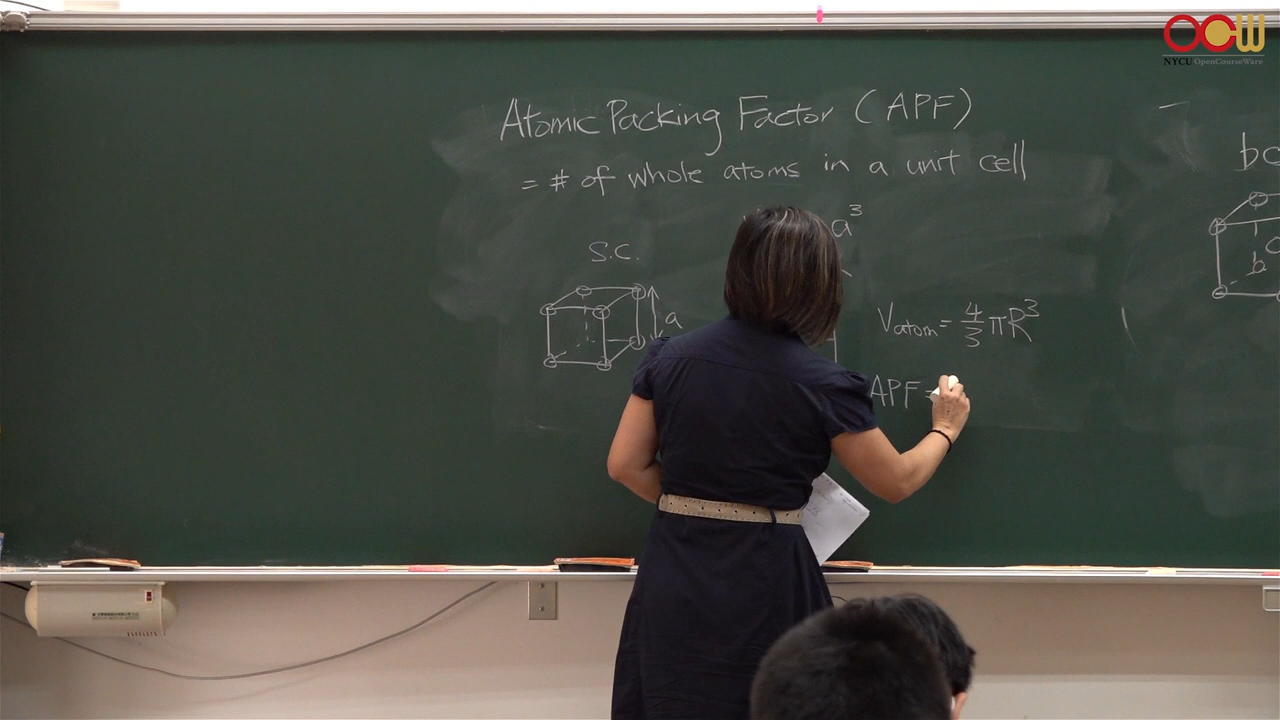 OCW
NYCU OpenCourseWare
Atomic Packing Factor (APF)
= # of whole atoms in a unit cell
a³
S.C.
a
V_atom = 4/3 πR³
APF =
bc
c
b